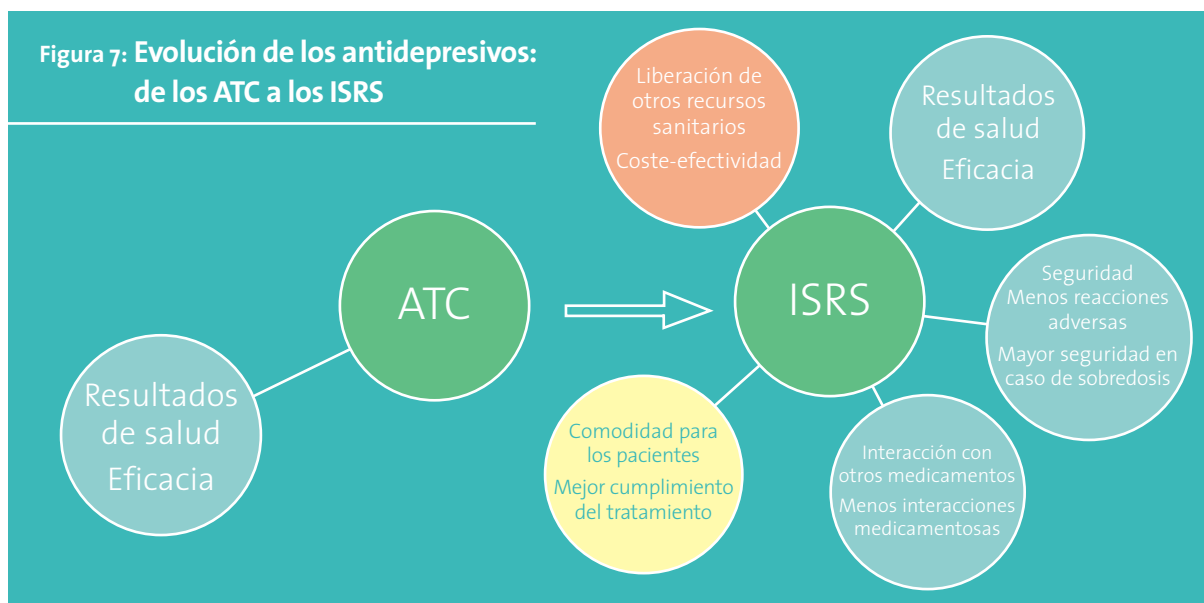 Figura 7: Evolución de los antidepresivos:
de los ATC a los ISRS
ATC
Resultados
de salud
Eficacia
ISRS
Liberación de
otros recursos
sanitarios
Coste-efectividad
Resultados
de salud
Eficacia
Seguridad
Menos reacciones
adversas
Mayor seguridad en
caso de sobredosis
Interacción con
otros medicamentos
Menos interacciones
medicamentosas
Comodidad para
los pacientes
Mejor cumplimiento
del tratamiento